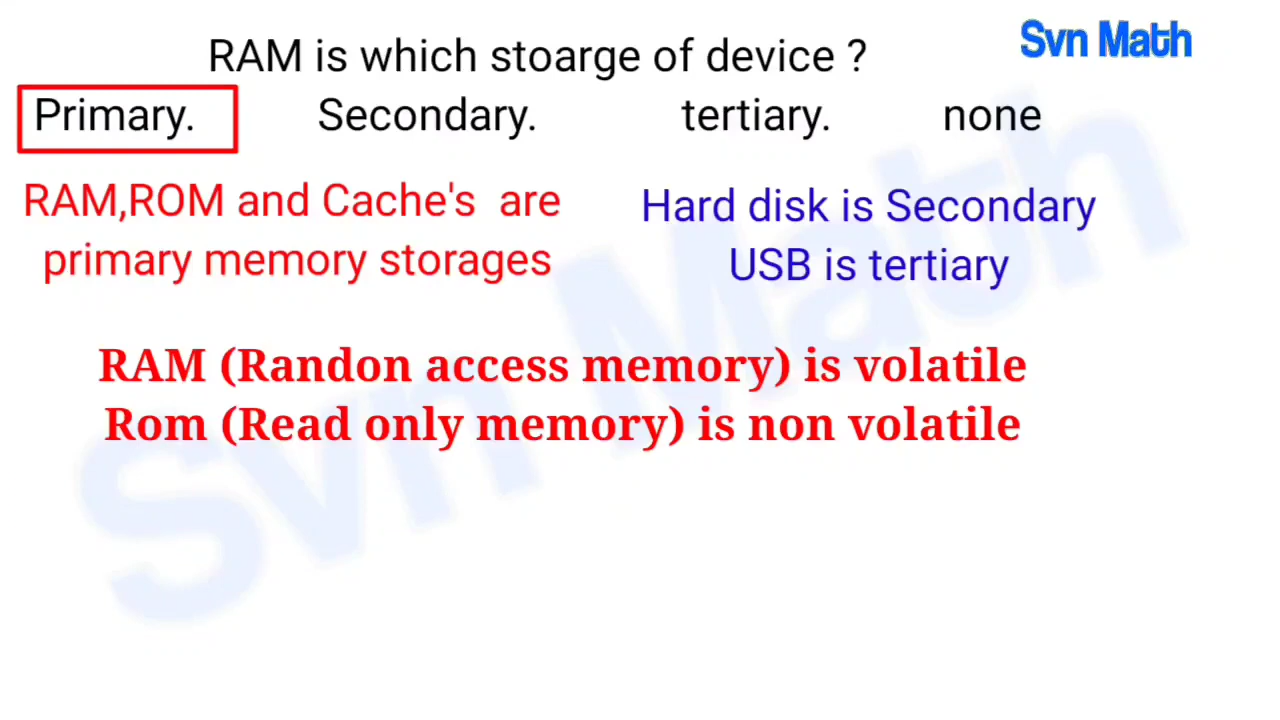 Svn Math
RAM is which stoarge of device ?
Primary. Secondary. tertiary. none
RAM,ROM and Cache's are
primary memory storages
Hard disk is Secondary
USB is tertiary
RAM (Randon access memory) is volatile
Rom (Read only memory) is non volatile
Svn Math